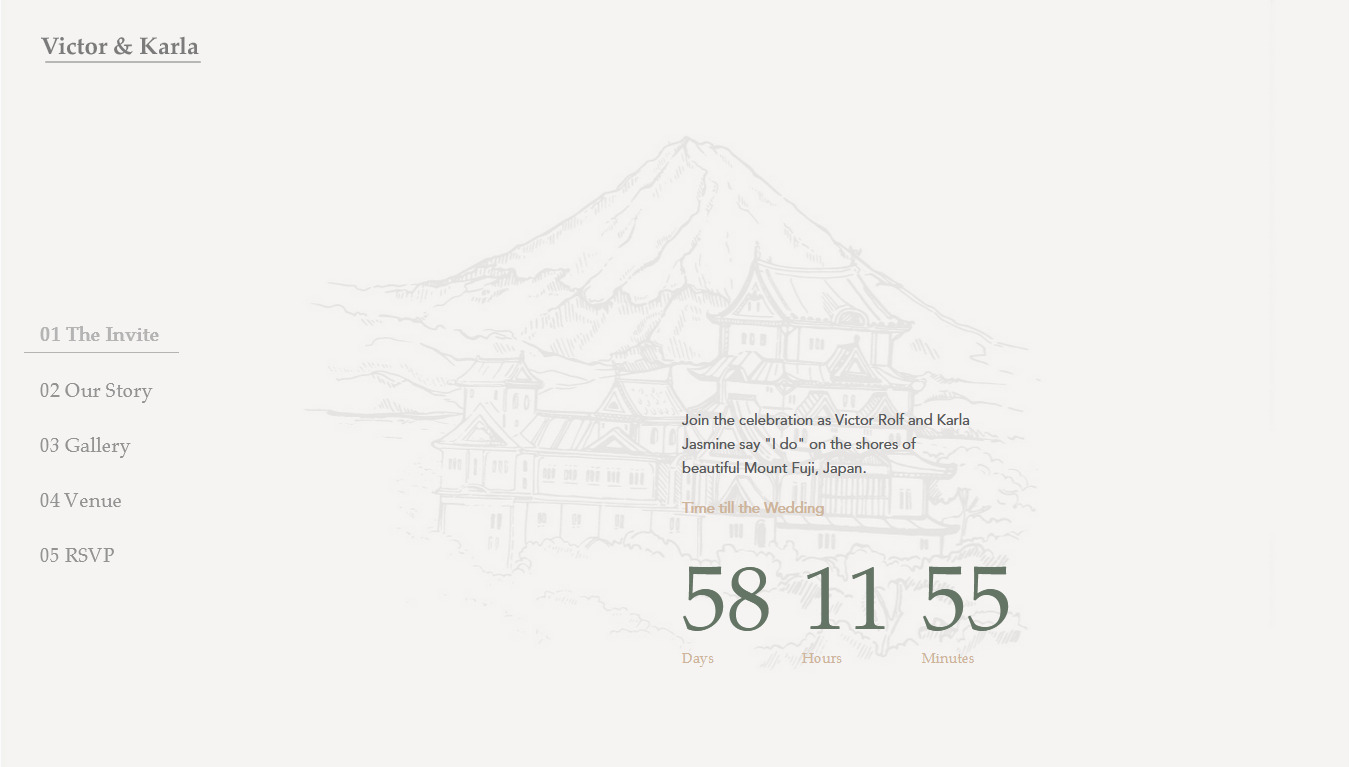 Victor & Karla
01 The Invite
02 Our Story
03 Gallery
04 Venue
05 RSVP
Join the celebration as Victor Rolf and Karla
Jasmine say "I do" on the shores of
beautiful Mount Fuji, Japan.
Time till the Wedding
58 11 55
Days Hours Minutes